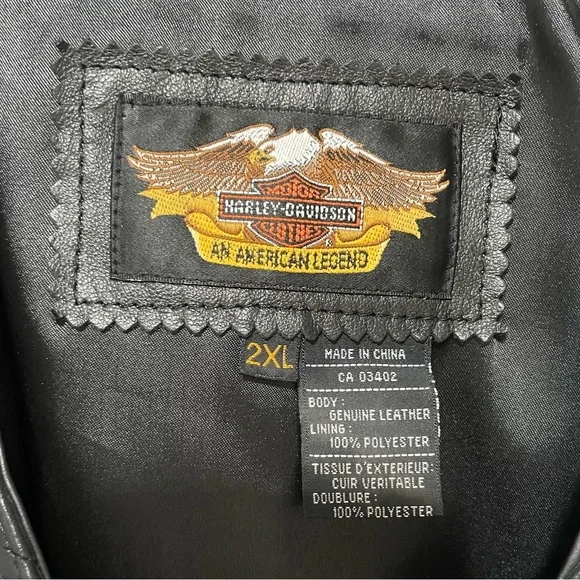 MOTOR
HARLEY-DAVIDSON
CLOTHES
®
AN AMERICAN LEGEND
2XL
MADE IN CHINA
CA 03402
BODY:
GENUINE LEATHER
LINING:
100% POLYESTER
TISSUE D'EXTERIEUR:
CUIR VERITABLE
DOUBLURE:
100% POLYESTER